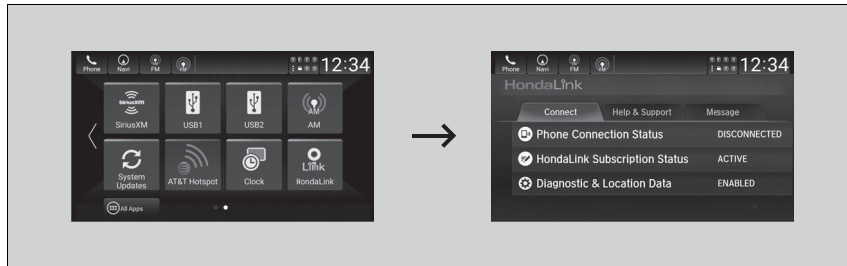 Phone Navi FM 12:34
SiriusXM
SiriusXM USB1 USB2 AM
System
Updates AT&T Hotspot Clock HondaLink
All Apps
Phone Navi FM 12:34
HondaLink
Connect Help & Support Message
Phone Connection Status DISCONNECTED
HondaLink Subscription Status ACTIVE
Diagnostic & Location Data ENABLED